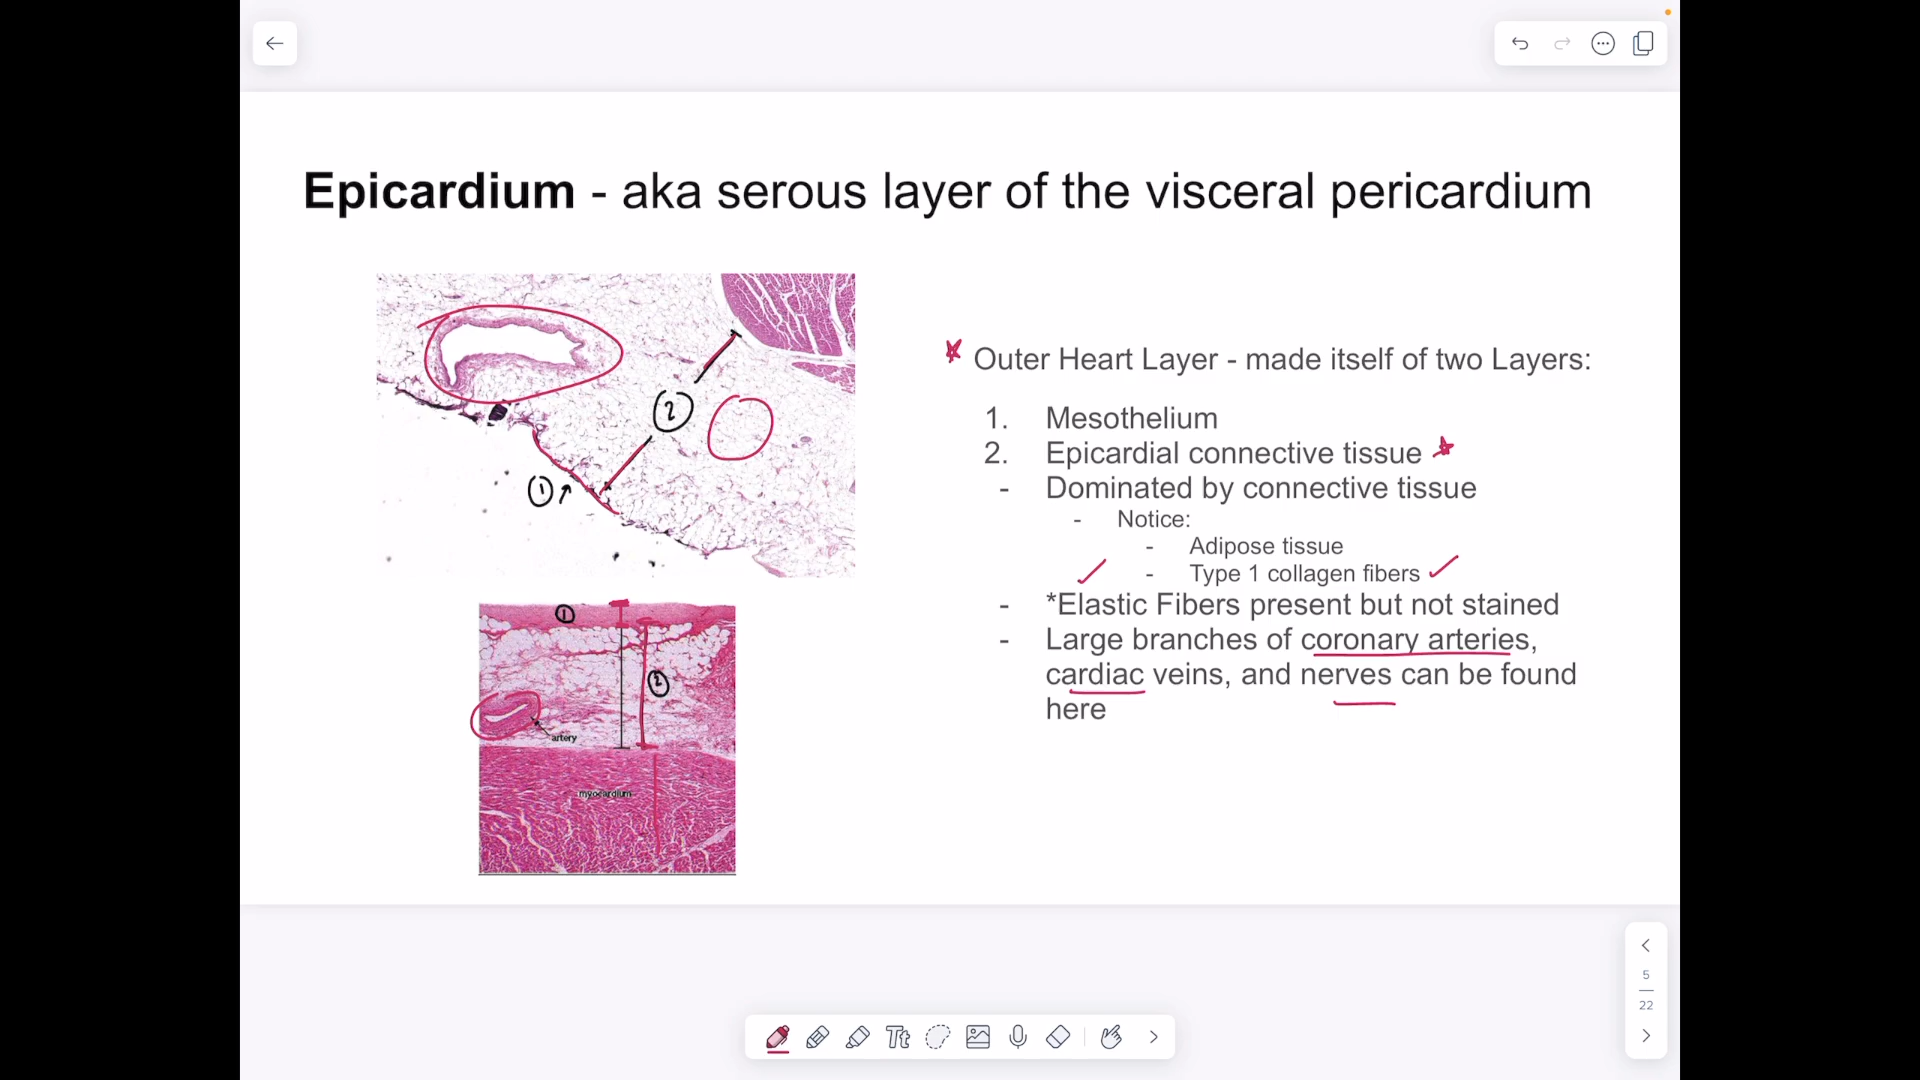 Epicardium - aka serous layer of the visceral pericardium
2
1
Outer Heart Layer - made itself of two Layers:
1. Mesothelium
2. Epicardial connective tissue
- Dominated by connective tissue
- Notice:
- Adipose tissue
- Type 1 collagen fibers
- *Elastic Fibers present but not stained
- Large branches of coronary arteries,
cardiac veins, and nerves can be found
here
1
2
artery
myocardium
5
22
Tt